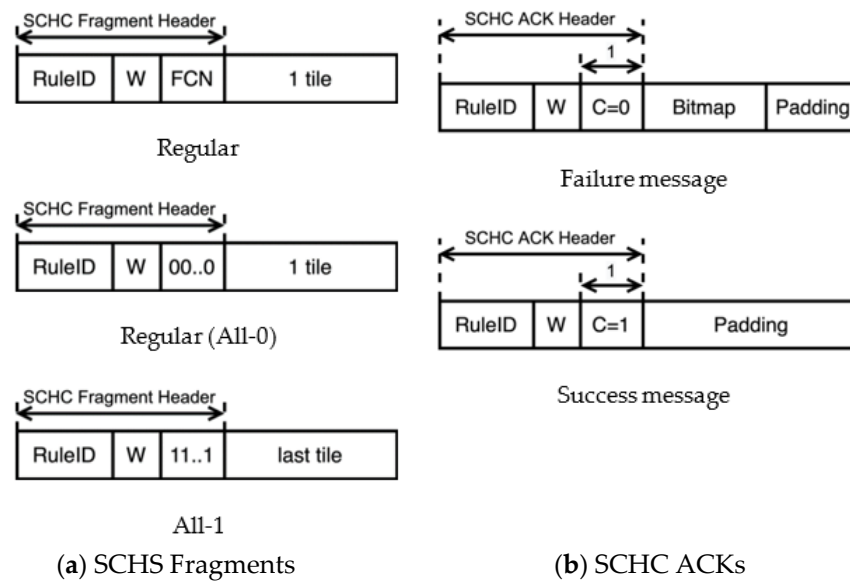 SCHC Fragment Header
RuleID W FCN 1 tile
Regular
SCHC Fragment Header
RuleID W 00..0 1 tile
Regular (All-0)
SCHC Fragment Header
RuleID W 11..1 last tile
All-1
(a) SCHS Fragments
SCHC ACK Header
1
RuleID W C=0 Bitmap Padding
Failure message
SCHC ACK Header
1
RuleID W C=1 Padding
Success message
(b) SCHC ACKs